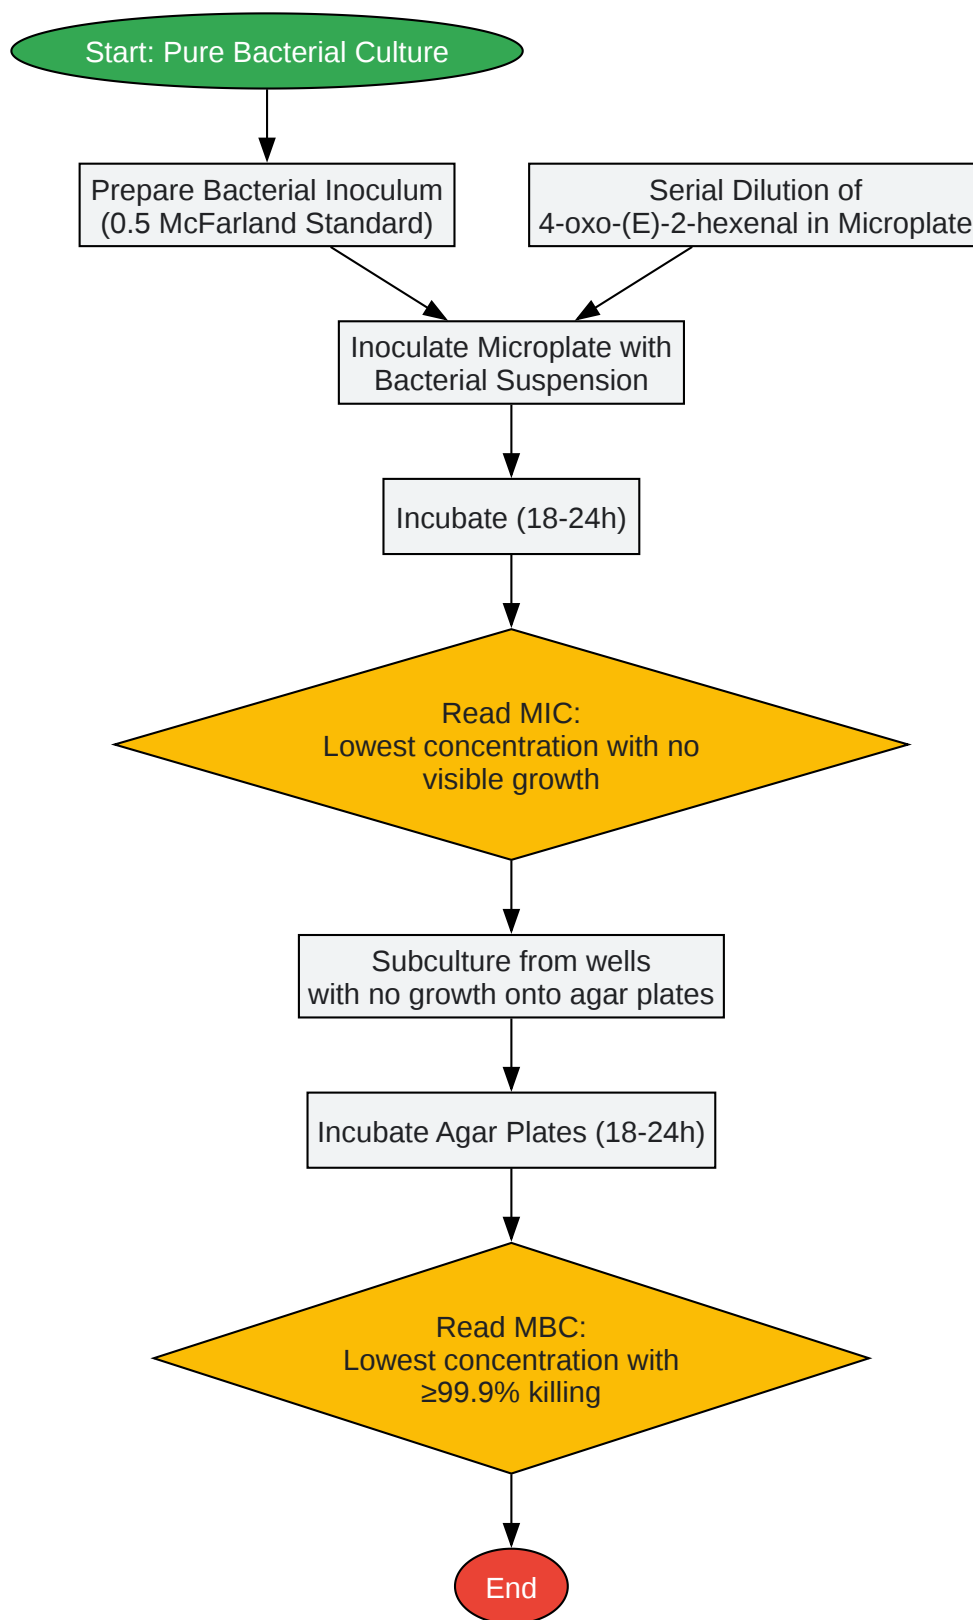 Start: Pure Bacterial Culture
Prepare Bacterial Inoculum
(0.5 McFarland Standard)
Serial Dilution of
4-oxo-(E)-2-hexenal in Microplate
Inoculate Microplate with
Bacterial Suspension
Incubate (18-24h)
Read MIC:
Lowest concentration with no
visible growth
Subculture from wells
with no growth onto agar plates
Incubate Agar Plates (18-24h)
Read MBC:
Lowest concentration with
≥99.9% killing
End